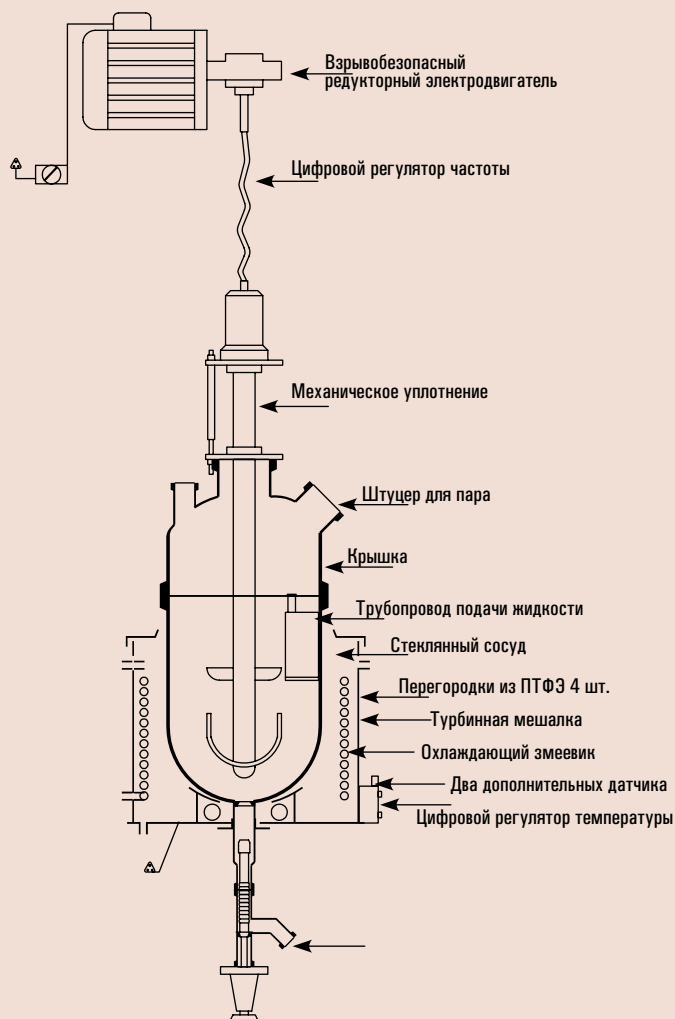 Взрывобезопасный
редукторный электродвигатель
Цифровой регулятор частоты
Механическое уплотнение
Штуцер для пара
Крышка
Трубопровод подачи жидкости
Стеклянный сосуд
Перегородки из ПТФЭ 4 шт.
Турбинная мешалка
Охлаждающий змеевик
Два дополнительных датчика
Цифровой регулятор температуры